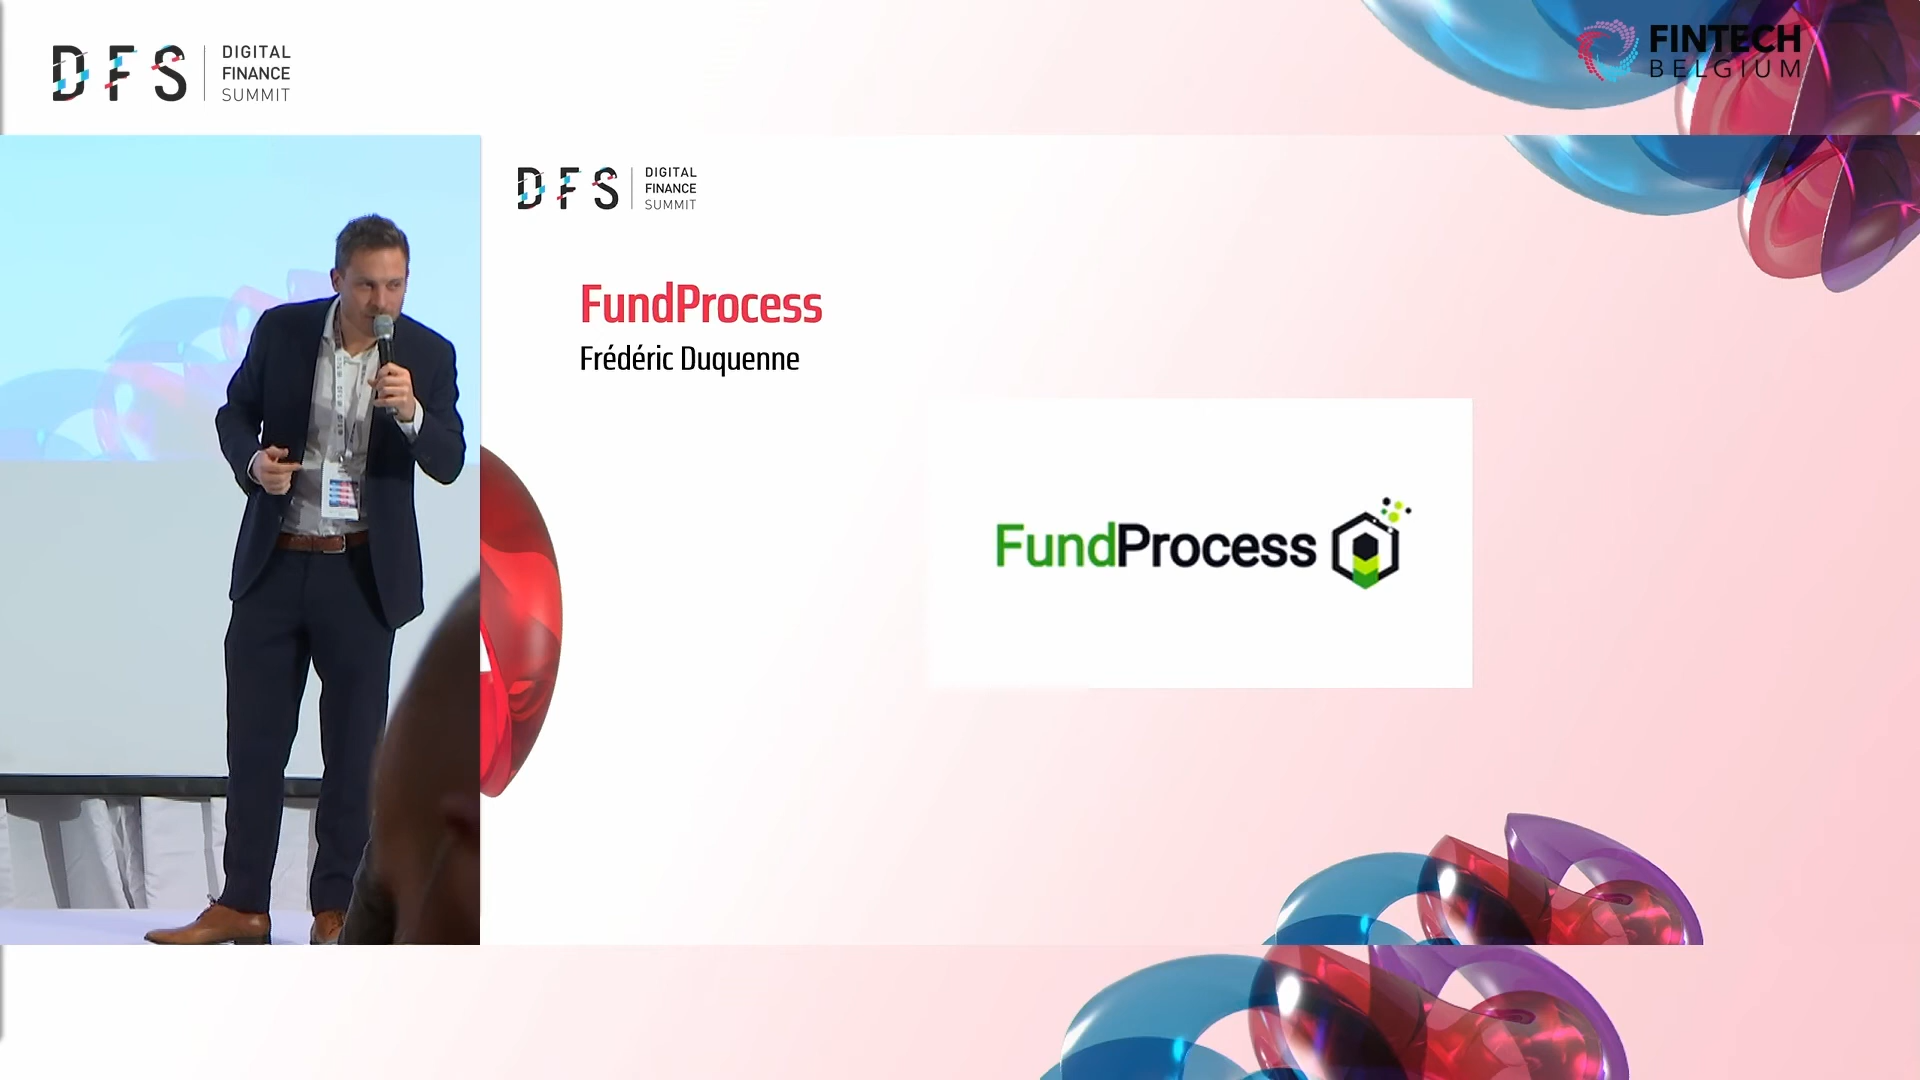 DFS
DIGITAL
FINANCE
SUMMIT
FINTECH
BELGIUM
DFS
DIGITAL
FINANCE
SUMMIT
FundProcess
Frédéric Duquenne
FundProcess